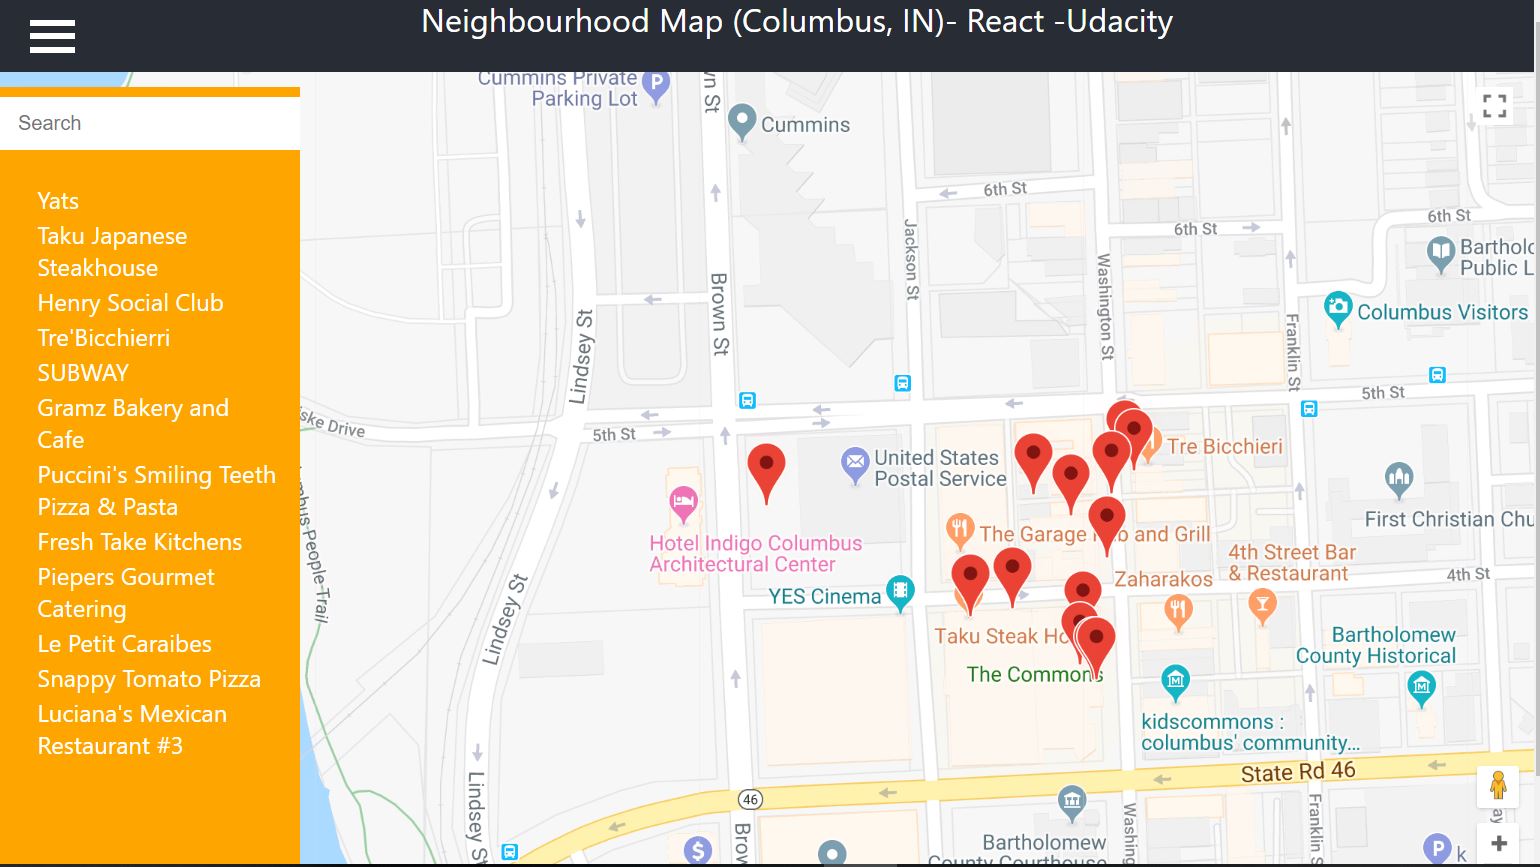 Neighbourhood Map (Columbus, IN)- React -Udacity
Search
Yats
Taku Japanese
Steakhouse
Henry Social Club
Tre'Bicchierri
SUBWAY
Gramz Bakery and
Cafe
Puccini's Smiling Teeth
Pizza & Pasta
Fresh Take Kitchens
Piepers Gourmet
Catering
Le Petit Caraibes
Snappy Tomato Pizza
Luciana's Mexican
Restaurant #3
Cummins Private
Parking Lot
P
Cummins
6th St
6th St
6th St
Bartholo
Public L
Columbus Visitors
Jackson St
Washington St
Brown St
Lindsey St
Franklin St
5th St
5th St
iske Drive
United States
Postal Service
Tre Bicchieri
Hotel Indigo Columbus
Architectural Center
The Garage Pub and Grill
First Christian Chu
4th Street Bar
& Restaurant
4th St
Zaharakos
YES Cinema
Taku Steak Ho
The Commons
Bartholomew
County Historical
M
M
kidscommons :
columbus' community...
umbus-People-Trail
Lindsey St
State Rd 46
46
Lindsey St
Brow
Washing
Franklin S
Bartholomew
County Courthouse
$
P
k
+